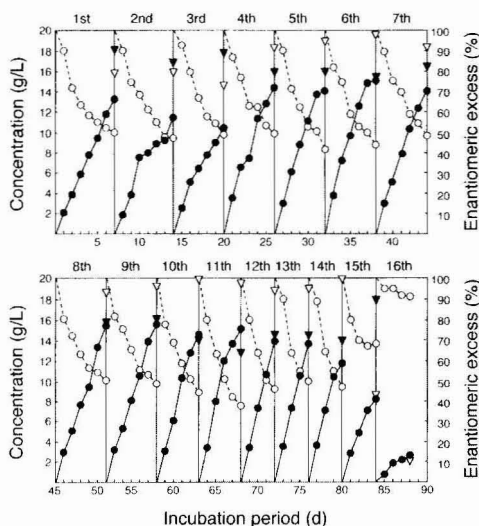 1st 2nd 3rd 4th 5th 6th 7th
20 100
18 90
16 80
14 70
12 60
10 50
8 40
6 30
4 20
2 10
Concentration (g/L)
Enantiomeric excess (%)
5 10 15 20 25 30 35 40
8th 9th 10th 11th 12th 13th 14th 15th 16th
20 100
18 90
16 80
14 70
12 60
10 50
8 40
6 30
4 20
2 10
Concentration (g/L)
Enantiomeric excess (%)
45 50 55 60 65 70 75 80 85 90
Incubation period (d)